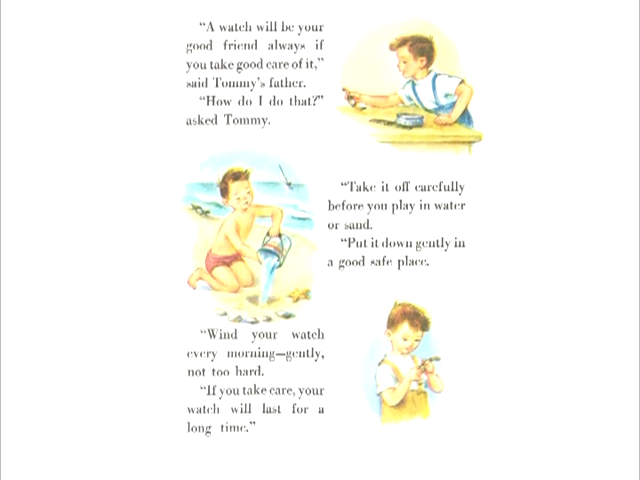 “A watch will be your
good friend always if
you take good care of it,”
said Tommy’s father.
“How do I do that?”
asked Tommy.
“Take it off carefully
before you play in water
or sand.
“Put it down gently in
a good safe place.
“Wind your watch
every morning—gently,
not too hard.
“If you take care, your
watch will last for a
long time.”